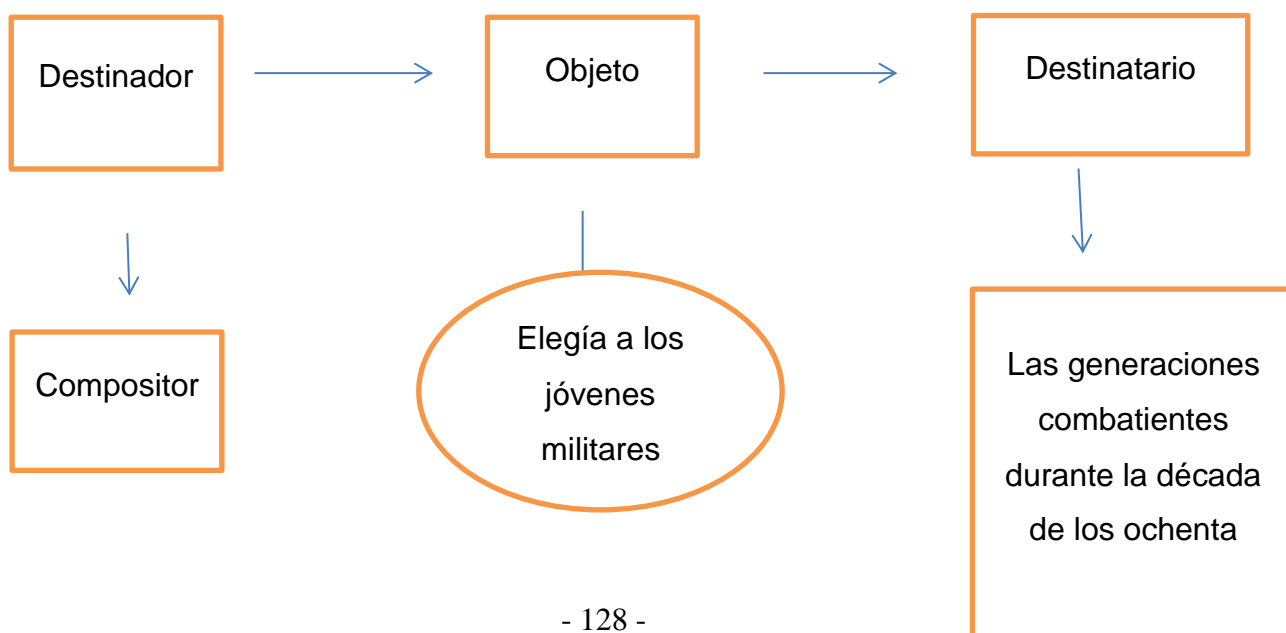 Destinador
Objeto
Destinatario
Compositor
Elegía a los
jóvenes
militares
Las generaciones
combatientes
durante la década
de los ochenta
- 128 -